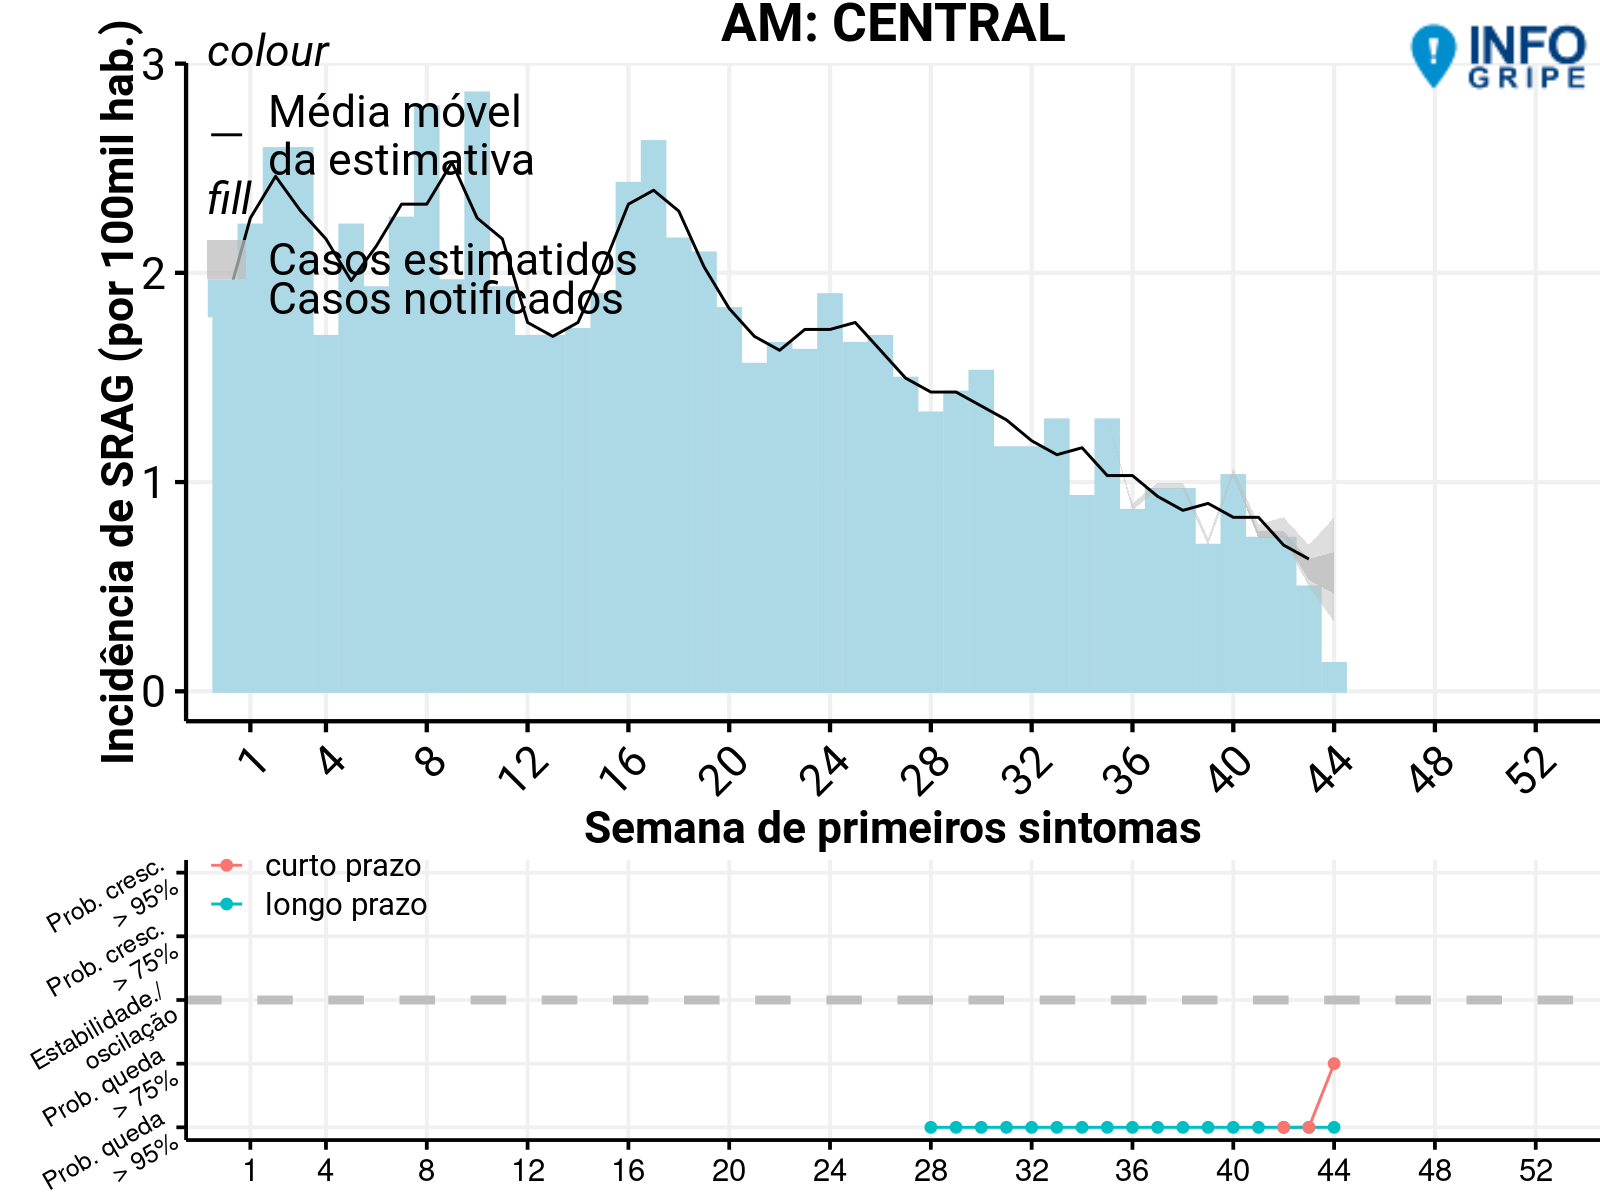 AM: CENTRAL
INFO
GRIPE
Incidência de SRAG (por 100mil hab.)
3
2
1
0
colour
Média móvel
da estimativa
fill
Casos estimatidos
Casos notificados
1 4 8 12 16 20 24 28 32 36 40 44 48 52
Semana de primeiros sintomas
curto prazo
longo prazo
Prob. cresc.
> 95%
Prob. cresc.
> 75%
Estabilidade./
oscilação
Prob. queda
> 75%
Prob. queda
> 95%
1 4 8 12 16 20 24 28 32 36 40 44 48 52